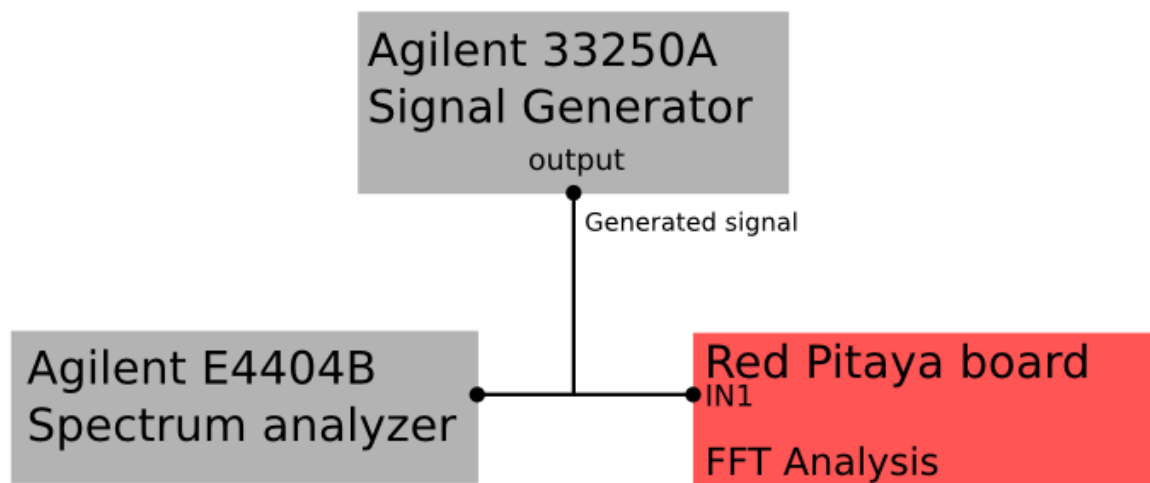 Agilent 33250A
Signal Generator
output
Generated signal
Agilent E4404B
Spectrum analyzer
Red Pitaya board
IN1
FFT Analysis